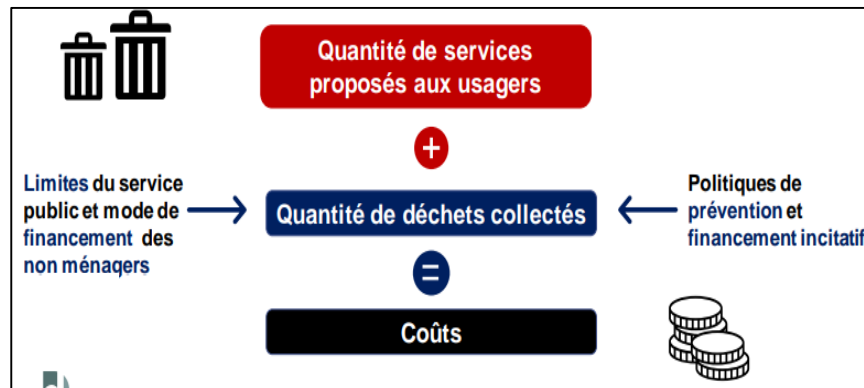 Quantité de services
proposés aux usagers
+
Limites du service
public et mode de
financement des
non ménagers
Quantité de déchets collectés
Politiques de
prévention et
financement incitatif
=
Coûts